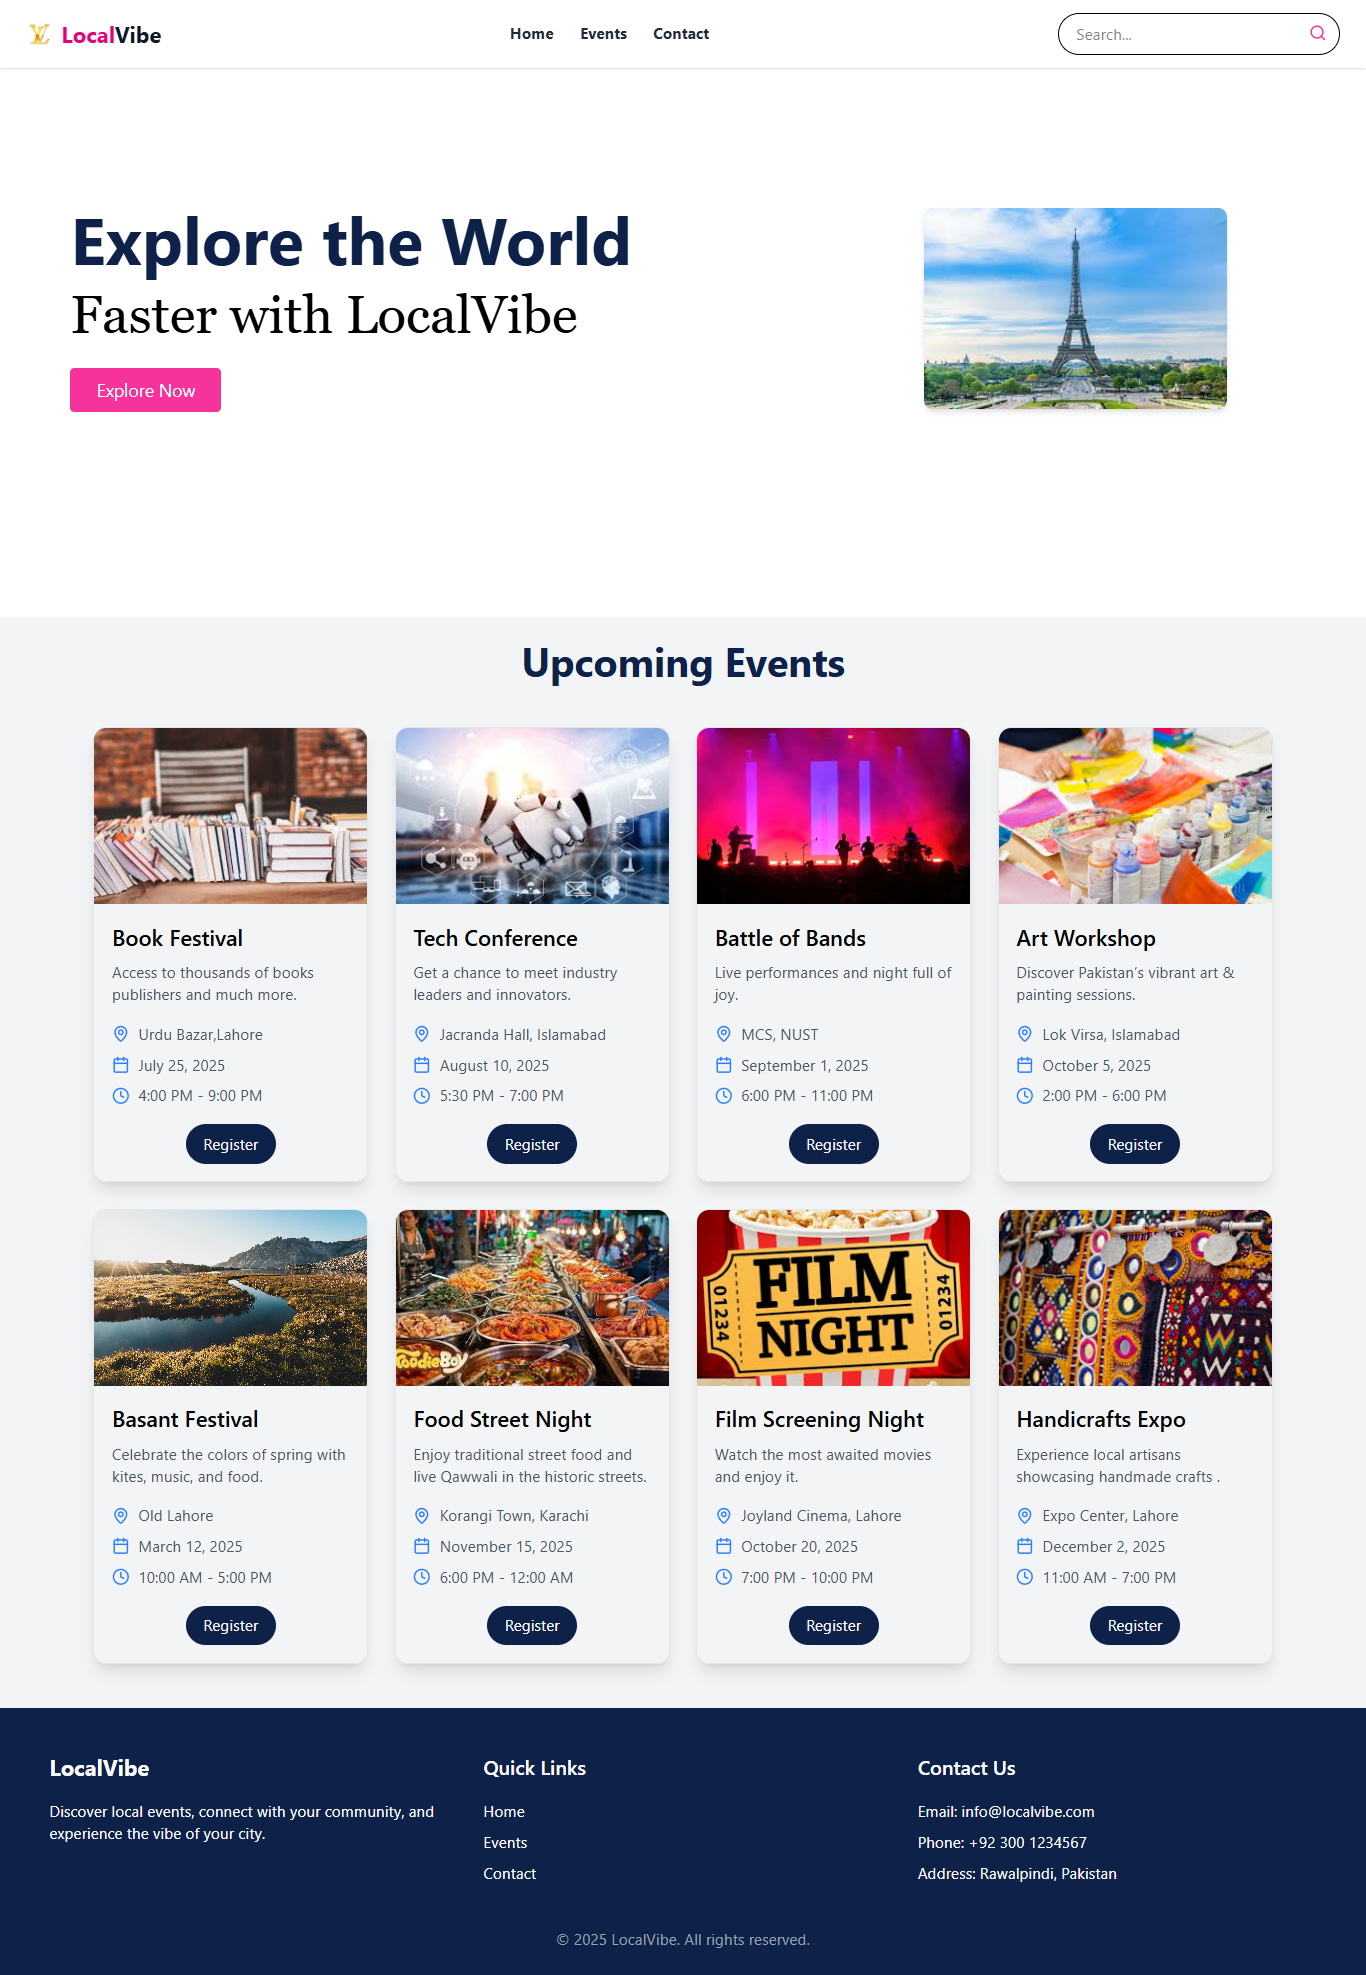 LocalVibe
Home Events Contact
Search...
Explore the World
Faster with LocalVibe
Explore Now
Upcoming Events
Book Festival
Access to thousands of books
publishers and much more.
Urdu Bazar,Lahore
July 25, 2025
4:00 PM - 9:00 PM
Register
Tech Conference
Get a chance to meet industry
leaders and innovators.
Jacranda Hall, Islamabad
August 10, 2025
5:30 PM - 7:00 PM
Register
Battle of Bands
Live performances and night full of
joy.
MCS, NUST
September 1, 2025
6:00 PM - 11:00 PM
Register
Art Workshop
Discover Pakistan's vibrant art &
painting sessions.
Lok Virsa, Islamabad
October 5, 2025
2:00 PM - 6:00 PM
Register
Basant Festival
Celebrate the colors of spring with
kites, music, and food.
Old Lahore
March 12, 2025
10:00 AM - 5:00 PM
Register
FoodieBoy
Food Street Night
Enjoy traditional street food and
live Qawwali in the historic streets.
Korangi Town, Karachi
November 15, 2025
6:00 PM - 12:00 AM
Register
01234
FILM
NIGHT
01234
Film Screening Night
Watch the most awaited movies
and enjoy it.
Joyland Cinema, Lahore
October 20, 2025
7:00 PM - 10:00 PM
Register
Handicrafts Expo
Experience local artisans
showcasing handmade crafts .
Expo Center, Lahore
December 2, 2025
11:00 AM - 7:00 PM
Register
LocalVibe
Discover local events, connect with your community, and
experience the vibe of your city.
Quick Links
Home
Events
Contact
Contact Us
Email: info@localvibe.com
Phone: +92 300 1234567
Address: Rawalpindi, Pakistan
© 2025 LocalVibe. All rights reserved.